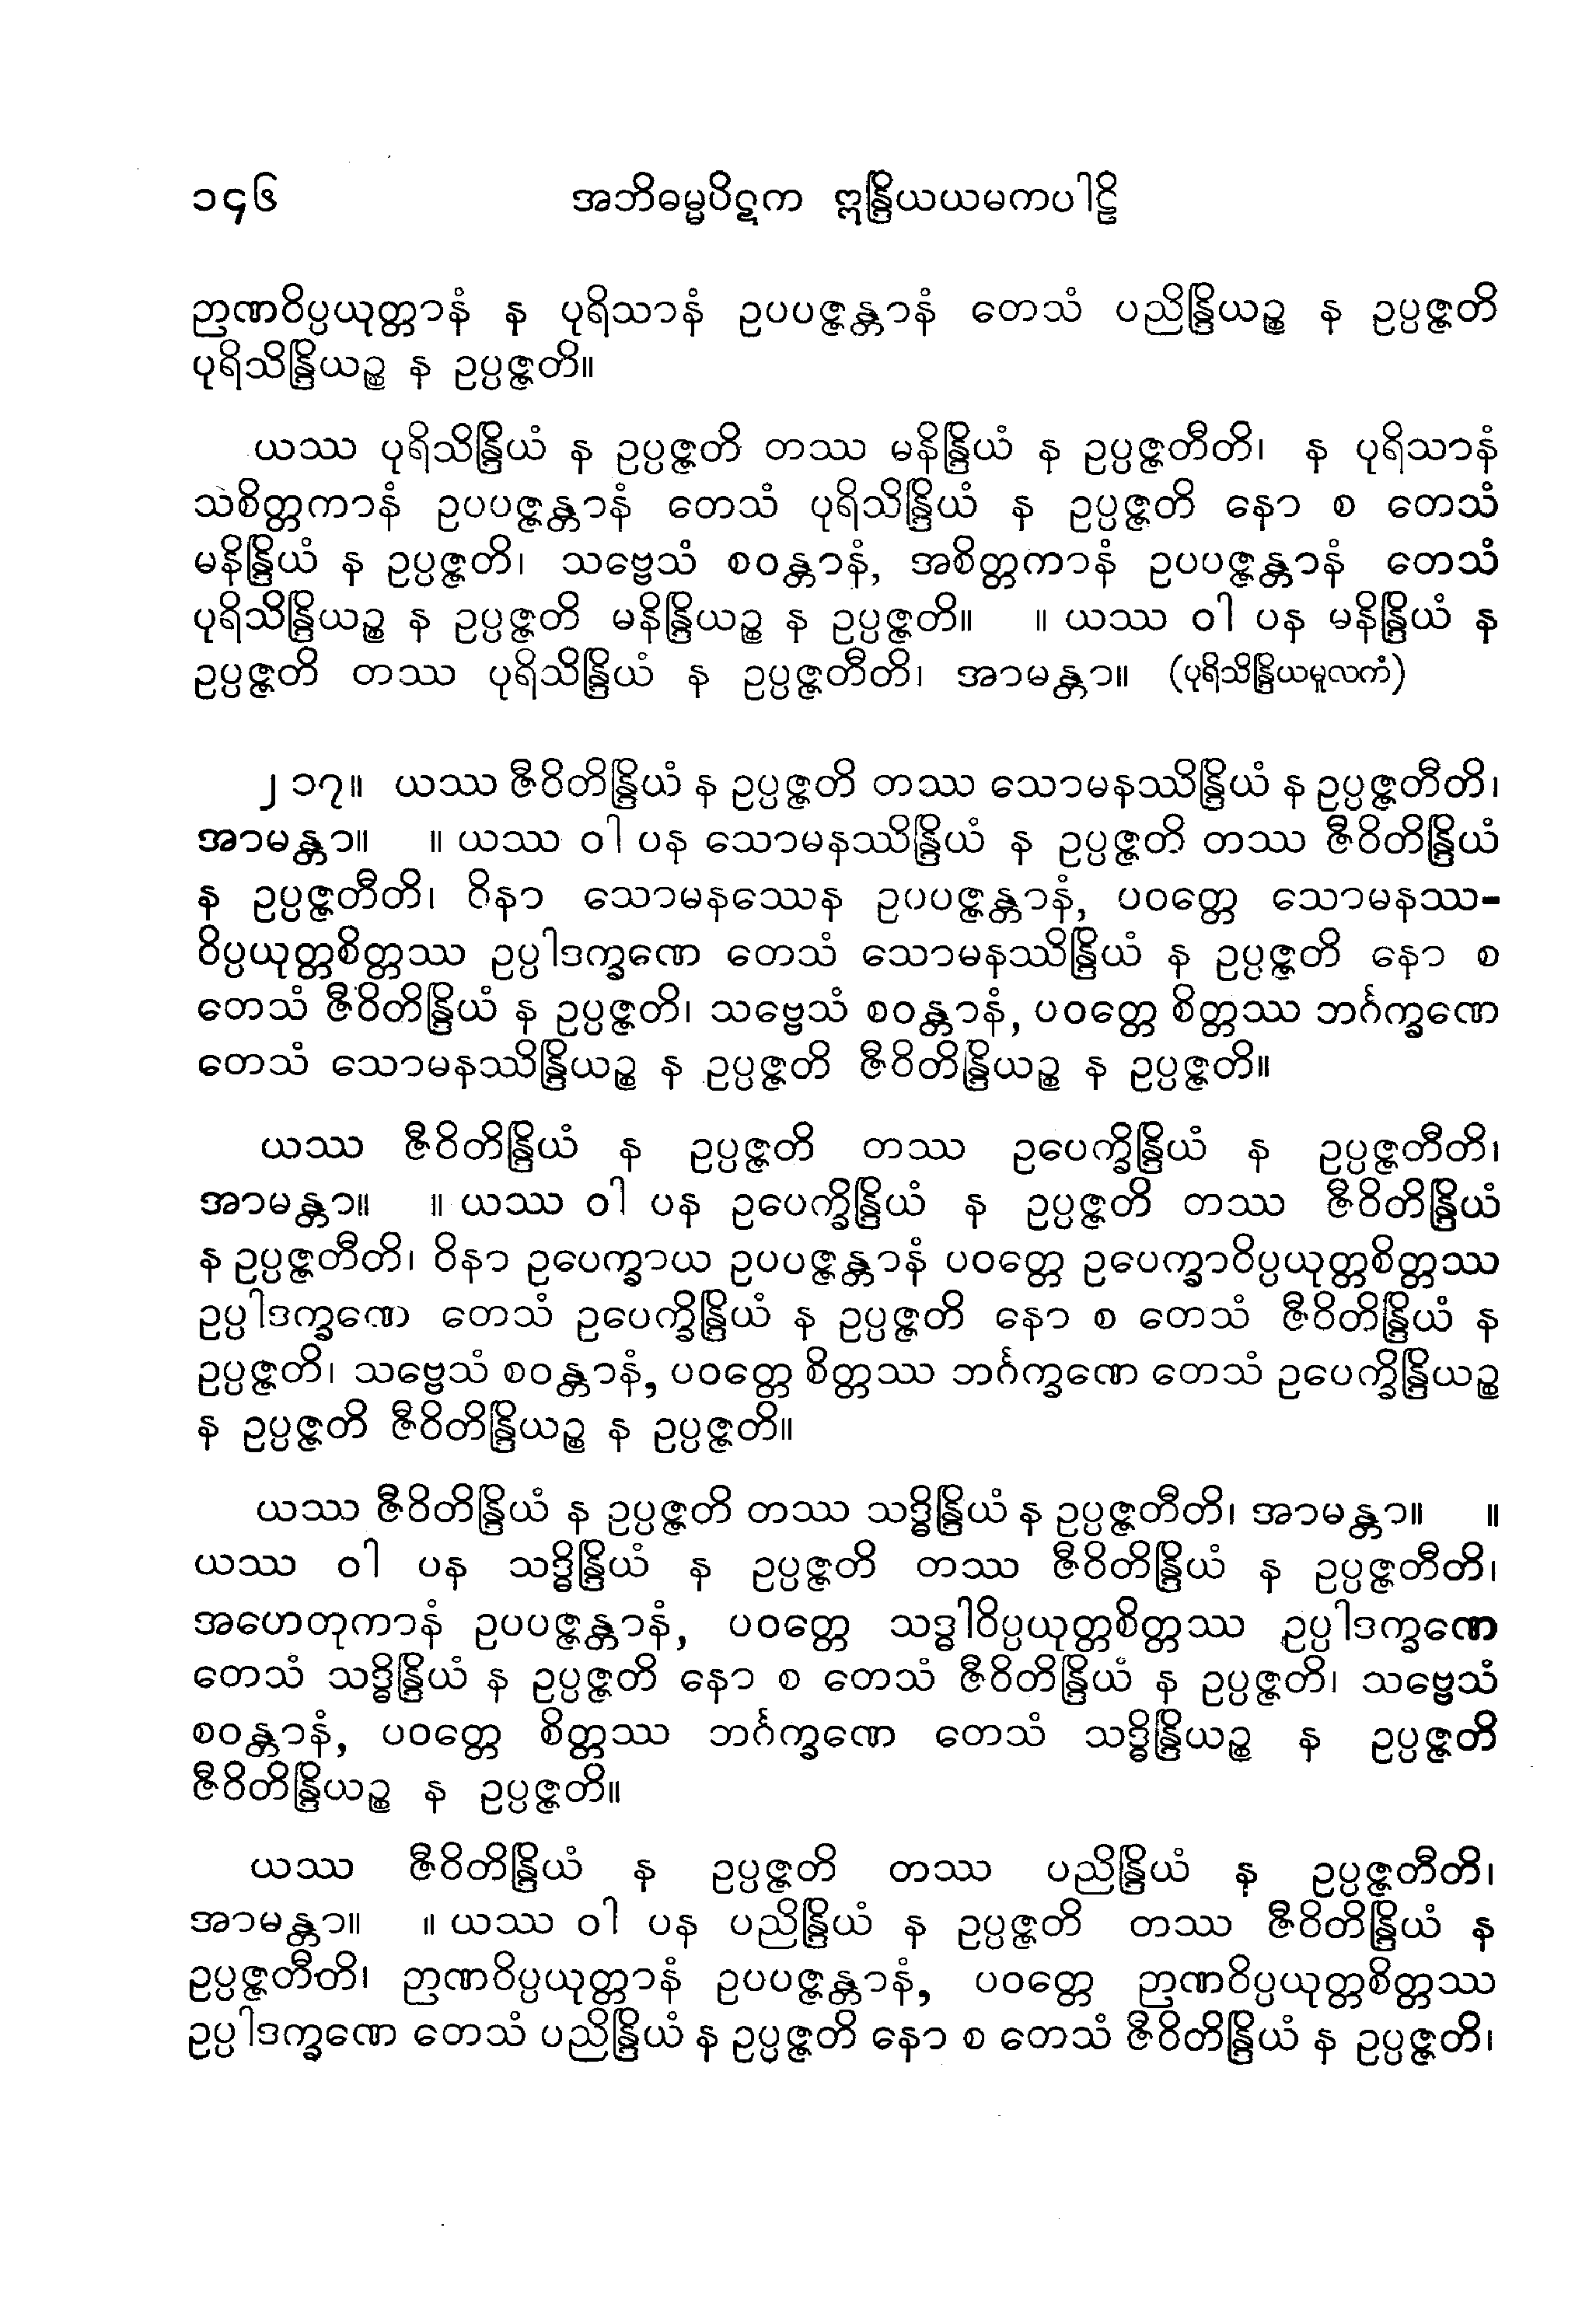 ၁၄၆ အဘိဓမ္မပိဋက ဣန္ဒြိယယမကပါဠိ
ဉာဏဝိပ္ပယုတ္တာနံ န ပုရိသာနံ ဥပပဇ္ဇန္တာနံ တေသံ ပညိန္ဒြိယဉ္စ န ဥပ္ပဇ္ဇတိ
ပုရိသိန္ဒြိယဉ္စ န ဥပ္ပဇ္ဇတိ။
ယဿ ပုရိသိန္ဒြိယံ န ဥပ္ပဇ္ဇတိ တဿ မနိန္ဒြိယံ န ဥပ္ပဇ္ဇတီတိ၊ န ပုရိသာနံ
သစိတ္တကာနံ ဥပပဇ္ဇန္တာနံ တေသံ ပုရိသိန္ဒြိယံ န ဥပ္ပဇ္ဇတိ နော စ တေသံ
မနိန္ဒြိယံ န ဥပ္ပဇ္ဇတိ၊ သဗ္ဗေသံ စဝန္တာနံ, အစိတ္တကာနံ ဥပပဇ္ဇန္တာနံ တေသံ
ပုရိသိန္ဒြိယဉ္စ န ဥပ္ပဇ္ဇတိ မနိန္ဒြိယဉ္စ န ဥပ္ပဇ္ဇတိ။ ။ ယဿ ဝါ ပန မနိန္ဒြိယံ န
ဥပ္ပဇ္ဇတိ တဿ ပုရိသိန္ဒြိယံ န ဥပ္ပဇ္ဇတီတိ၊ အာမန္တာ။ (ပုရိသိန္ဒြိယမူလကံ)
၂၁၇။ ယဿ ဇီဝိတိန္ဒြိယံ န ဥပ္ပဇ္ဇတိ တဿ သောမနဿိန္ဒြိယံ န ဥပ္ပဇ္ဇတီတိ၊
အာမန္တာ။ ။ ယဿ ဝါ ပန သောမနဿိန္ဒြိယံ န ဥပ္ပဇ္ဇတိ တဿ ဇီဝိတိန္ဒြိယံ
န ဥပ္ပဇ္ဇတီတိ၊ ဝိနာ သောမနဿေန ဥပပဇ္ဇန္တာနံ, ပဝတ္တေ သောမနဿ-
ဝိပ္ပယုတ္တစိတ္တဿ ဥပ္ပါဒက္ခဏေ တေသံ သောမနဿိန္ဒြိယံ န ဥပ္ပဇ္ဇတိ နော စ
တေသံ ဇီဝိတိန္ဒြိယံ န ဥပ္ပဇ္ဇတိ၊ သဗ္ဗေသံ စဝန္တာနံ, ပဝတ္တေ စိတ္တဿ ဘင်္ဂက္ခဏေ
တေသံ သောမနဿိန္ဒြိယဉ္စ န ဥပ္ပဇ္ဇတိ ဇီဝိတိန္ဒြိယဉ္စ န ဥပ္ပဇ္ဇတိ။
ယဿ ဇီဝိတိန္ဒြိယံ န ဥပ္ပဇ္ဇတိ တဿ ဥပေက္ခိန္ဒြိယံ န ဥပ္ပဇ္ဇတီတိ၊
အာမန္တာ။ ။ ယဿ ဝါ ပန ဥပေက္ခိန္ဒြိယံ န ဥပ္ပဇ္ဇတိ တဿ ဇီဝိတိန္ဒြိယံ
န ဥပ္ပဇ္ဇတီတိ၊ ဝိနာ ဥပေက္ခာယ ဥပပဇ္ဇန္တာနံ ပဝတ္တေ ဥပေက္ခာဝိပ္ပယုတ္တစိတ္တဿ
ဥပ္ပါဒက္ခဏေ တေသံ ဥပေက္ခိန္ဒြိယံ န ဥပ္ပဇ္ဇတိ နော စ တေသံ ဇီဝိတိန္ဒြိယံ န
ဥပ္ပဇ္ဇတိ၊ သဗ္ဗေသံ စဝန္တာနံ, ပဝတ္တေ စိတ္တဿ ဘင်္ဂက္ခဏေ တေသံ ဥပေက္ခိန္ဒြိယဉ္စ
န ဥပ္ပဇ္ဇတိ ဇီဝိတိန္ဒြိယဉ္စ န ဥပ္ပဇ္ဇတိ။
ယဿ ဇီဝိတိန္ဒြိယံ န ဥပ္ပဇ္ဇတိ တဿ သဒ္ဓိန္ဒြိယံ န ဥပ္ပဇ္ဇတီတိ၊ အာမန္တာ။ ။
ယဿ ဝါ ပန သဒ္ဓိန္ဒြိယံ န ဥပ္ပဇ္ဇတိ တဿ ဇီဝိတိန္ဒြိယံ န ဥပ္ပဇ္ဇတီတိ၊
အဟေတုကာနံ ဥပပဇ္ဇန္တာနံ, ပဝတ္တေ သဒ္ဓါဝိပ္ပယုတ္တစိတ္တဿ ဥပ္ပါဒက္ခဏေ
တေသံ သဒ္ဓိန္ဒြိယံ န ဥပ္ပဇ္ဇတိ နော စ တေသံ ဇီဝိတိန္ဒြိယံ န ဥပ္ပဇ္ဇတိ၊ သဗ္ဗေသံ
စဝန္တာနံ, ပဝတ္တေ စိတ္တဿ ဘင်္ဂက္ခဏေ တေသံ သဒ္ဓိန္ဒြိယဉ္စ န ဥပ္ပဇ္ဇတိ
ဇီဝိတိန္ဒြိယဉ္စ န ဥပ္ပဇ္ဇတိ။
ယဿ ဇီဝိတိန္ဒြိယံ န ဥပ္ပဇ္ဇတိ တဿ ပညိန္ဒြိယံ န ဥပ္ပဇ္ဇတီတိ၊
အာမန္တာ။ ။ ယဿ ဝါ ပန ပညိန္ဒြိယံ န ဥပ္ပဇ္ဇတိ တဿ ဇီဝိတိန္ဒြိယံ န
ဥပ္ပဇ္ဇတီတိ၊ ဉာဏဝိပ္ပယုတ္တာနံ ဥပပဇ္ဇန္တာနံ, ပဝတ္တေ ဉာဏဝိပ္ပယုတ္တစိတ္တဿ
ဥပ္ပါဒက္ခဏေ တေသံ ပညိန္ဒြိယံ န ဥပ္ပဇ္ဇတိ နော စ တေသံ ဇီဝိတိန္ဒြိယံ န ဥပ္ပဇ္ဇတိ၊